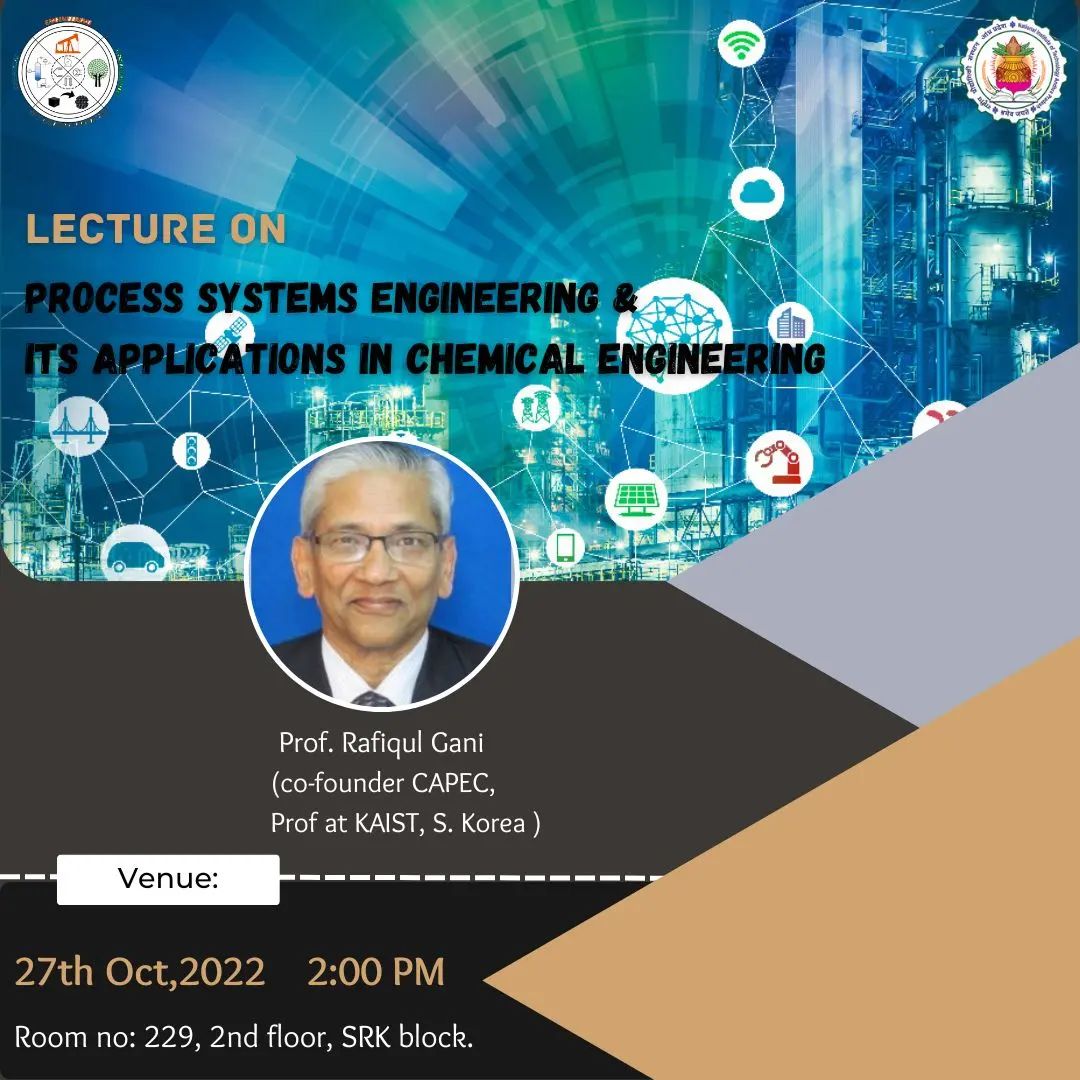 LECTURE ON
PROCESS SYSTEMS ENGINEERING &
ITS APPLICATIONS IN CHEMICAL ENGINEERING
Prof. Rafiqul Gani
(co-founder CAPEC,
Prof at KAIST, S. Korea )
Venue:
27th Oct,2022 2:00 PM
Room no: 229, 2nd floor, SRK block.